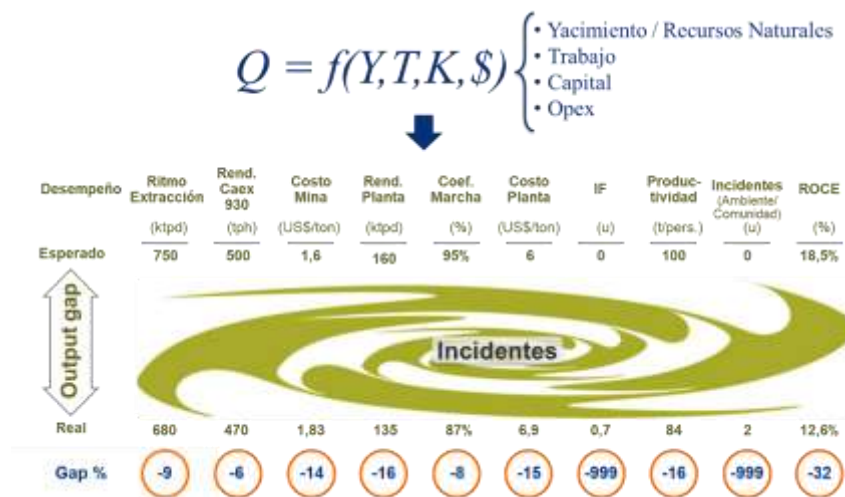 Q = f(Y,T,K,$)
• Yacimiento / Recursos Naturales
• Trabajo
• Capital
• Opex
Desempeño Ritmo Extracción Rend. Caex 930 Costo Mina Rend. Planta Coef. Marcha Costo Planta IF Produc-tividad Incidentes (Ambiente/Comunidad) ROCE
(ktpd) (tph) (US$/ton) (ktpd) (%) (US$/ton) (u) (t/pers.) (u) (%)
Esperado 750 500 1,6 160 95% 6 0 100 0 18,5%
Output gap
Incidentes
Real 680 470 1,83 135 87% 6,9 0,7 84 2 12,6%
Gap % -9 -6 -14 -16 -8 -15 -999 -16 -999 -32